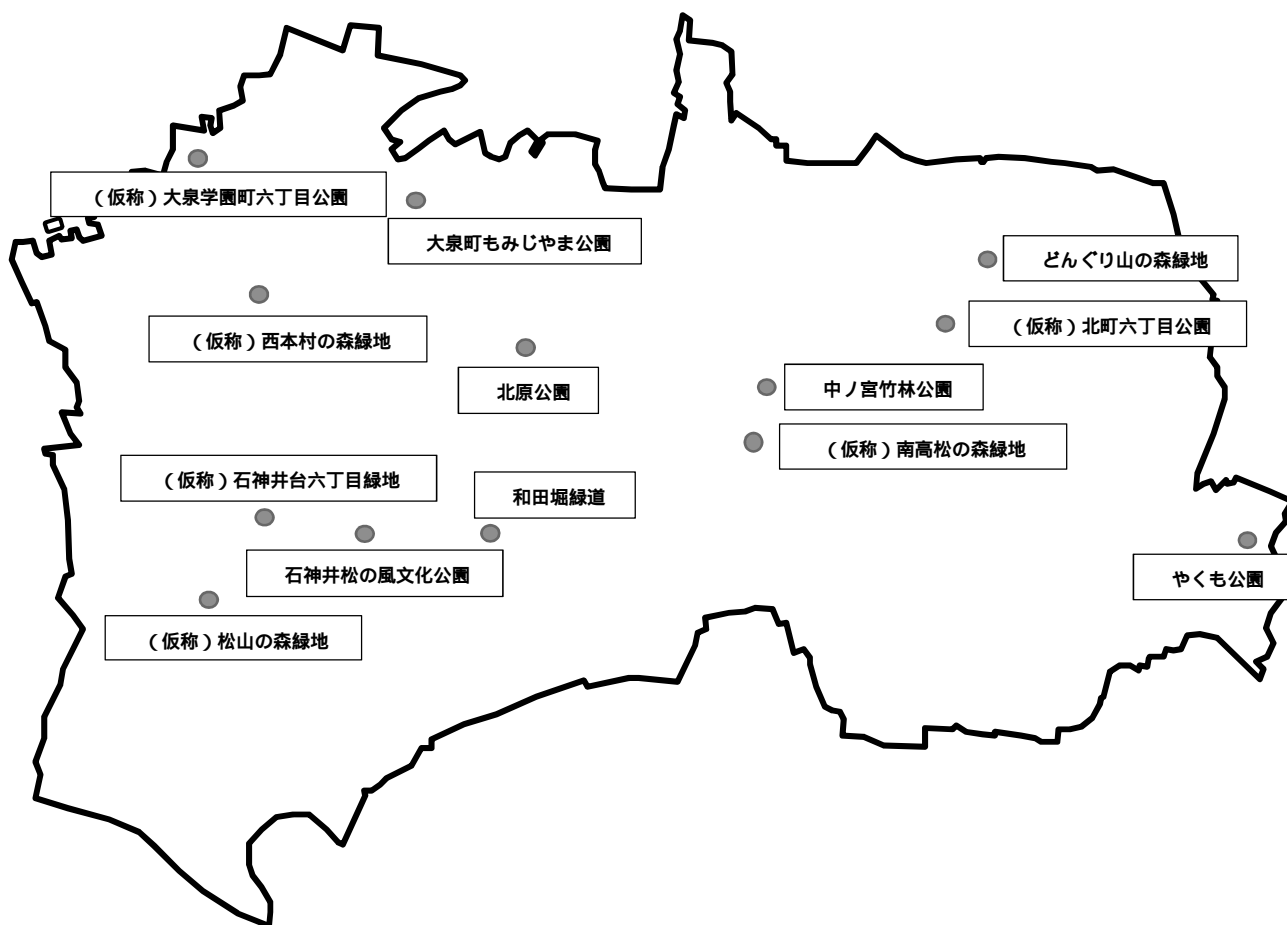 （仮称）大泉学園町六丁目公園
大泉町もみじやま公園
どんぐり山の森緑地
（仮称）西本村の森緑地
（仮称）北町六丁目公園
北原公園
中ノ宮竹林公園
（仮称）南高松の森緑地
（仮称）石神井台六丁目緑地
和田堀緑道
石神井松の風文化公園
やくも公園
（仮称）松山の森緑地